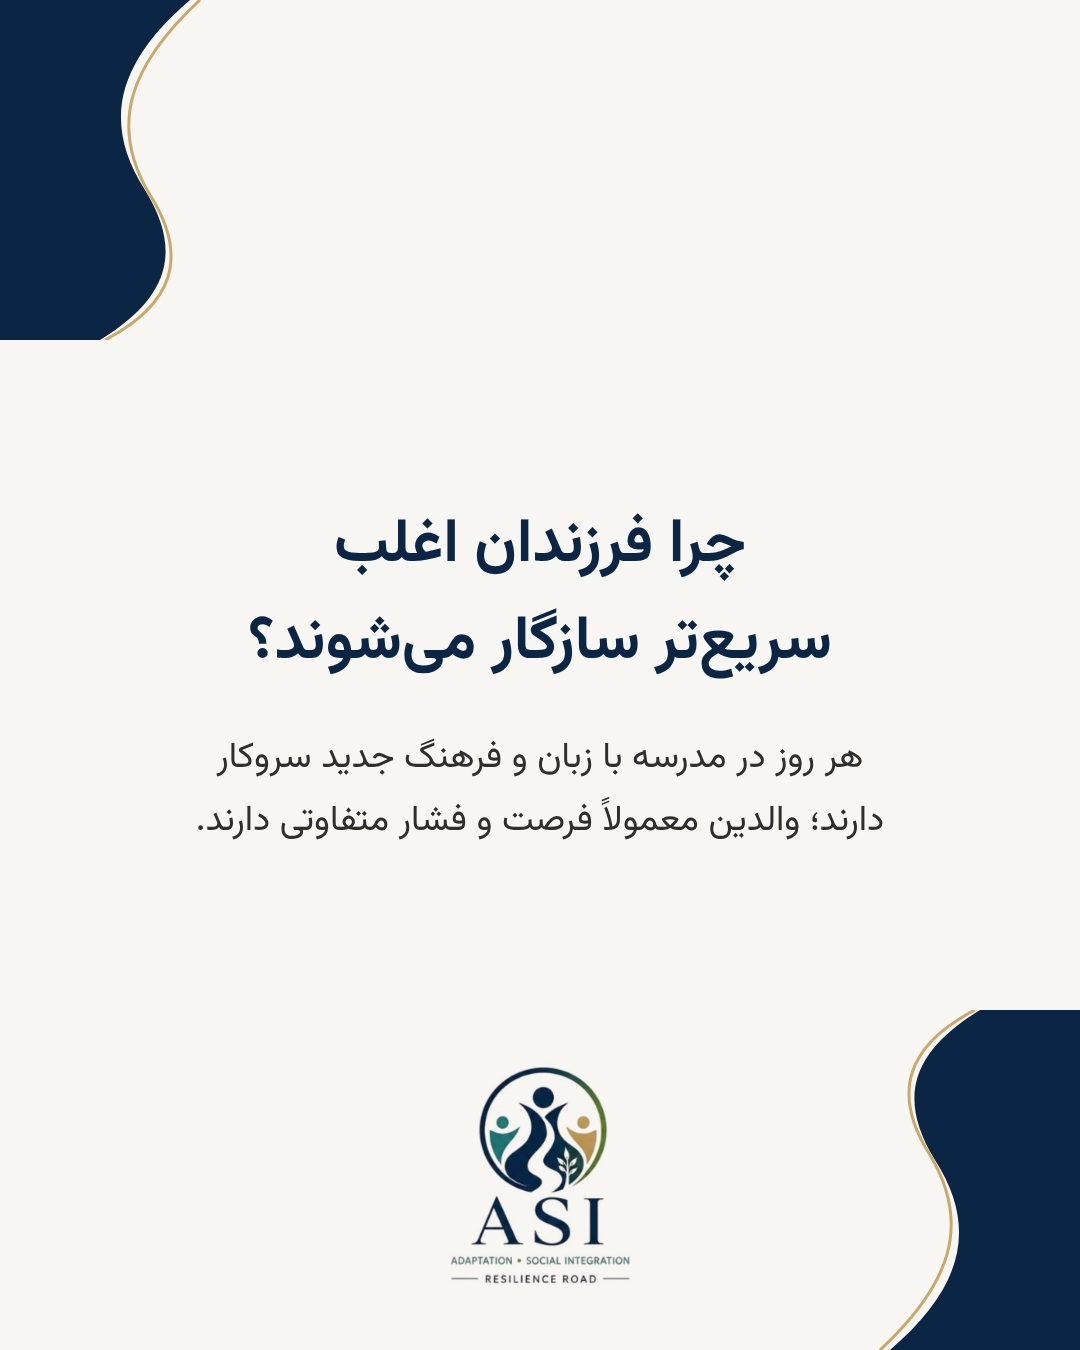 چرا فرزندان اغلب
سریع‌تر سازگار می‌شوند؟
هر روز در مدرسه با زبان و فرهنگ جدید سروکار
دارند؛ والدین معمولاً فرصت و فشار متفاوتی دارند.
ASI
ADAPTATION • SOCIAL INTEGRATION
RESILIENCE ROAD